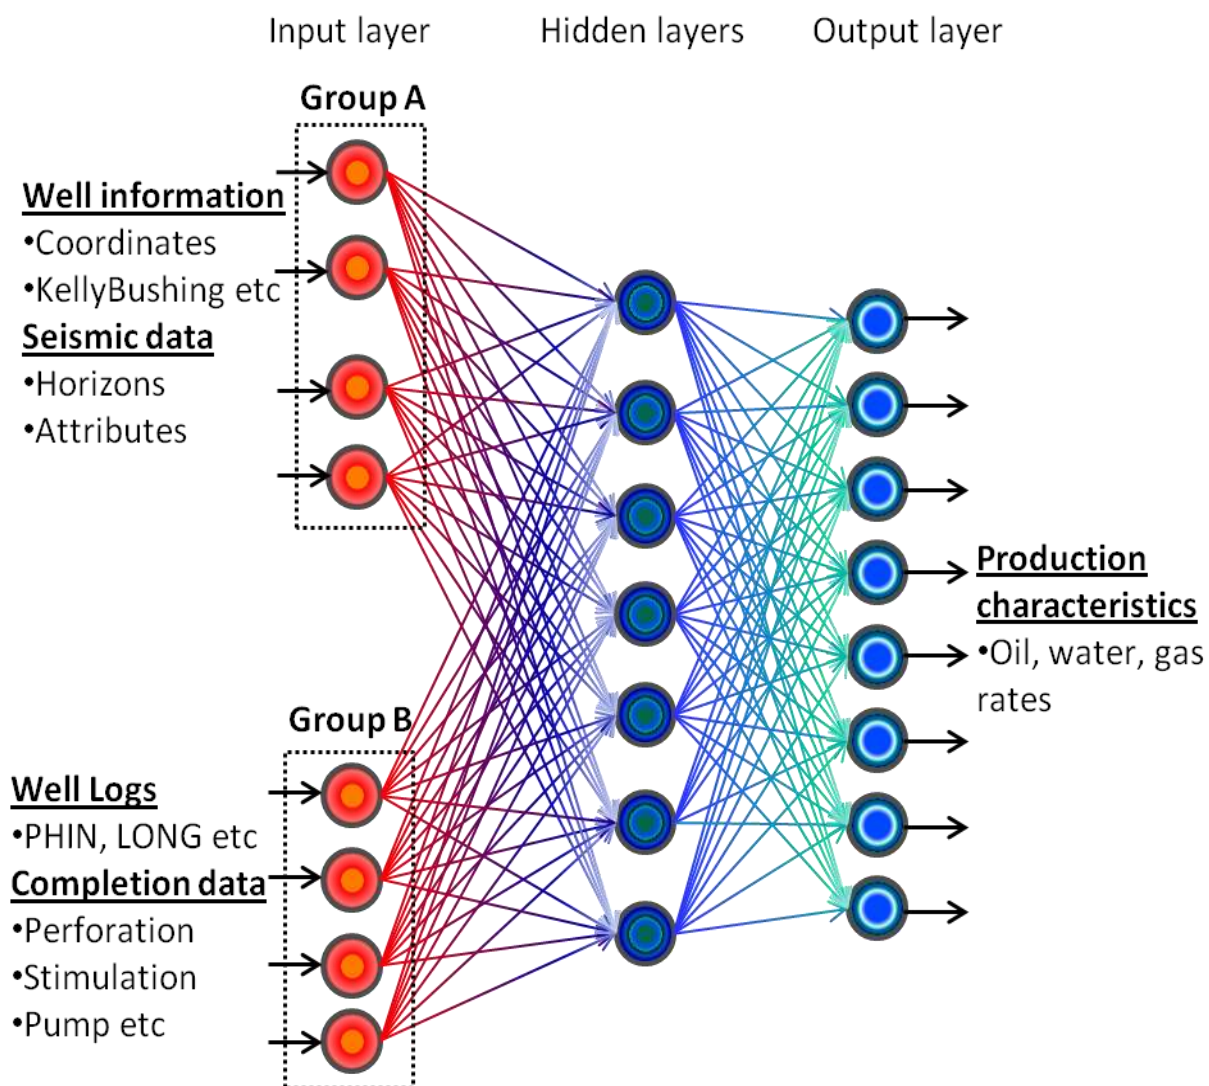 Input layer
Hidden layers
Output layer
Group A
Well information
•Coordinates
•KellyBushing etc
Seismic data
•Horizons
•Attributes
Production
characteristics
•Oil, water, gas
rates
Group B
Well Logs
•PHIN, LONG etc
Completion data
•Perforation
•Stimulation
•Pump etc